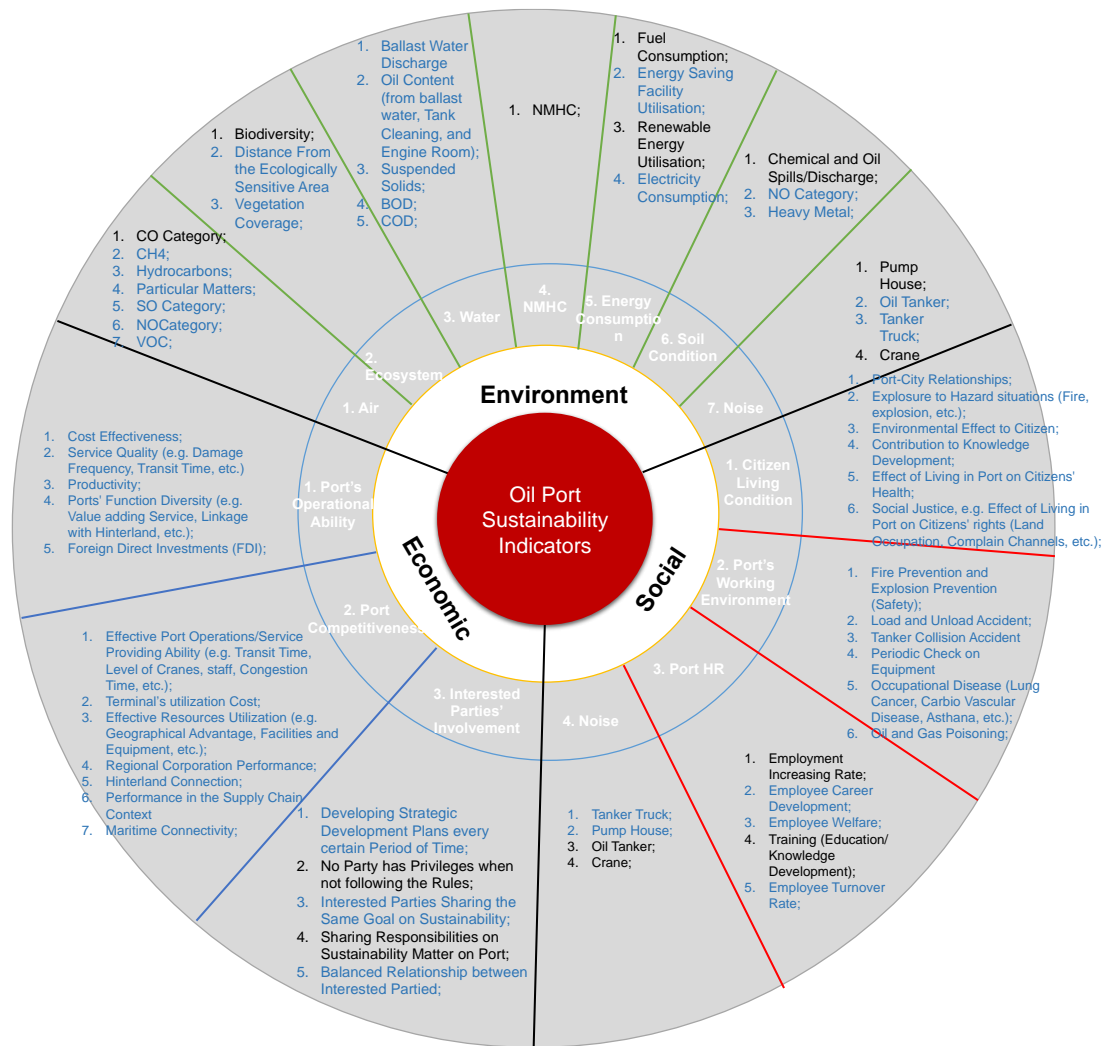 Oil Port
Sustainability
Indicators
Environment
1. Air
1. CO Category;
2. CH4;
3. Hydrocarbons;
4. Particular Matters;
5. SO Category;
6. NOCategory;
7. VOC;
2.
Ecosystem
1. Biodiversity;
2. Distance From
the Ecologically
Sensitive Area
3. Vegetation
Coverage;
3. Water
1. Ballast Water
Discharge
2. Oil Content
(from ballast
water, Tank
Cleaning, and
Engine Room);
3. Suspended
Solids;
4. BOD;
5. COD;
4.
NMHC
1. NMHC;
5. Energy
Consumptio
n
1. Fuel
Consumption;
2. Energy Saving
Facility
Utilisation;
3. Renewable
Energy
Utilisation;
4. Electricity
Consumption;
6. Soil
Condition
1. Chemical and Oil
Spills/Discharge;
2. NO Category;
3. Heavy Metal;
7. Noise
1. Pump
House;
2. Oil Tanker;
3. Tanker
Truck;
4. Crane
Social
1. Citizen
Living
Condition
1. Port-City Relationships;
2. Exposure to Hazard situations (Fire,
explosion, etc.);
3. Environmental Effect to Citizen;
4. Contribution to Knowledge
Development;
5. Effect of Living in Port on Citizens'
Health;
6. Social Justice, e.g. Effect of Living in
Port on Citizens' rights (Land
Occupation, Complain Channels, etc.);
2. Port's
Working
Environment
1. Fire Prevention and
Explosion Prevention
(Safety);
2. Load and Unload Accident;
3. Tanker Collision Accident
4. Periodic Check on
Equipment
5. Occupational Disease (Lung
Cancer, Carbio Vascular
Disease, Asthana, etc.);
6. Oil and Gas Poisoning;
3. Port HR
1. Employment
Increasing Rate;
2. Employee Career
Development;
3. Employee Welfare;
4. Training (Education/
Knowledge
Development);
5. Employee Turnover
Rate;
4. Noise
1. Tanker Truck;
2. Pump House;
3. Oil Tanker;
4. Crane;
Economic
1. Port's
Operational
Ability
1. Cost Effectiveness;
2. Service Quality (e.g. Damage
Frequency, Transit Time, etc.)
3. Productivity;
4. Ports' Function Diversity (e.g.
Value adding Service, Linkage
with Hinterland, etc.);
5. Foreign Direct Investments (FDI);
2. Port
Competitiveness
1. Effective Port Operations/Service
Providing Ability (e.g. Transit Time,
Level of Cranes, staff, Congestion
Time, etc.);
2. Terminal's utilization Cost;
3. Effective Resources Utilization (e.g.
Geographical Advantage, Facilities and
Equipment, etc.);
4. Regional Corporation Performance;
5. Hinterland Connection;
6. Performance in the Supply Chain
Context
7. Maritime Connectivity;
3. Interested
Parties'
Involvement
1. Developing Strategic
Development Plans every
certain Period of Time;
2. No Party has Privileges when
not following the Rules;
3. Interested Parties Sharing the
Same Goal on Sustainability;
4. Sharing Responsibilities on
Sustainability Matter on Port;
5. Balanced Relationship between
Interested Partied;